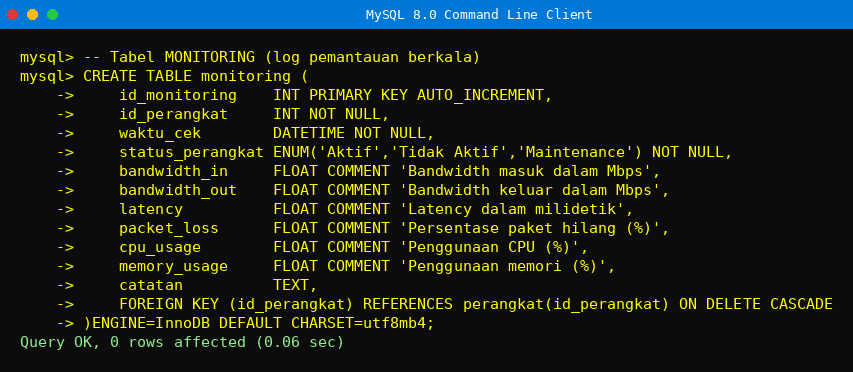 MySQL 8.0 Command Line Client
mysql> -- Tabel MONITORING (log pemantauan berkala)
mysql> CREATE TABLE monitoring (
    ->     id_monitoring    INT PRIMARY KEY AUTO_INCREMENT,
    ->     id_perangkat     INT NOT NULL,
    ->     waktu_cek        DATETIME NOT NULL,
    ->     status_perangkat ENUM('Aktif','Tidak Aktif','Maintenance') NOT NULL,
    ->     bandwidth_in     FLOAT COMMENT 'Bandwidth masuk dalam Mbps',
    ->     bandwidth_out    FLOAT COMMENT 'Bandwidth keluar dalam Mbps',
    ->     latency          FLOAT COMMENT 'Latency dalam milidetik',
    ->     packet_loss      FLOAT COMMENT 'Persentase paket hilang (%)',
    ->     cpu_usage        FLOAT COMMENT 'Penggunaan CPU (%)',
    ->     memory_usage     FLOAT COMMENT 'Penggunaan memori (%)',
    ->     catatan          TEXT,
    ->     FOREIGN KEY (id_perangkat) REFERENCES perangkat(id_perangkat) ON DELETE CASCADE
    -> )ENGINE=InnoDB DEFAULT CHARSET=utf8mb4;
Query OK, 0 rows affected (0.06 sec)